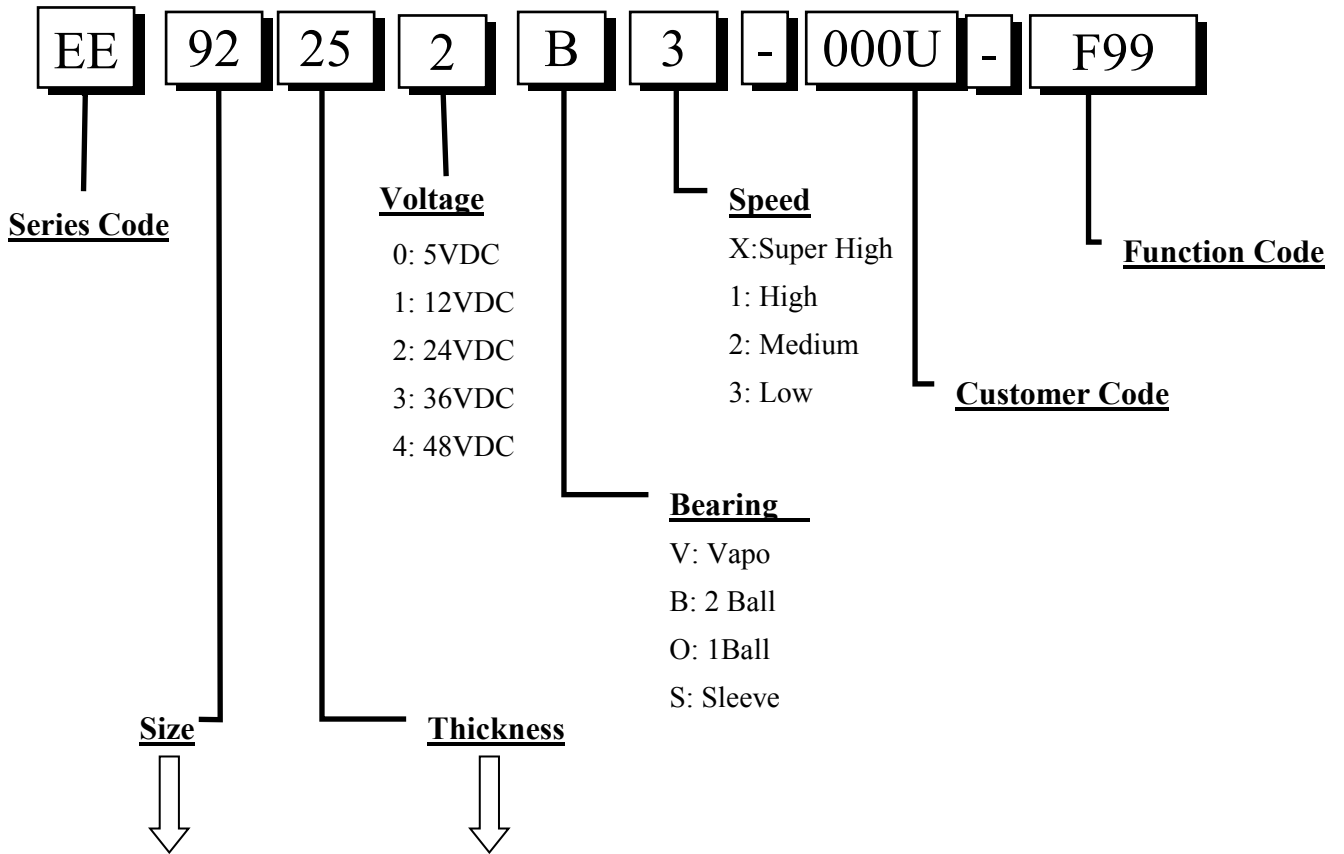 EE 92 25 2 B 3 - 000U - F99
Series Code
Voltage
0: 5VDC
1: 12VDC
2: 24VDC
3: 36VDC
4: 48VDC
Speed
X:Super High
1: High
2: Medium
3: Low
Function Code
Customer Code
Bearing
V: Vapo
B: 2 Ball
O: 1Ball
S: Sleeve
Size
Thickness